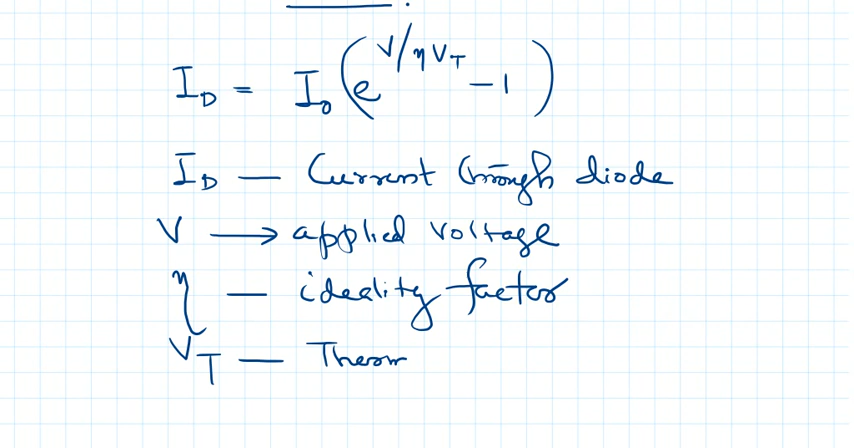 I_D = I_0 (e^{V/ηV_T} - 1)
I_D — Current through diode
V → applied voltage
η — ideality factor
V_T — Therm